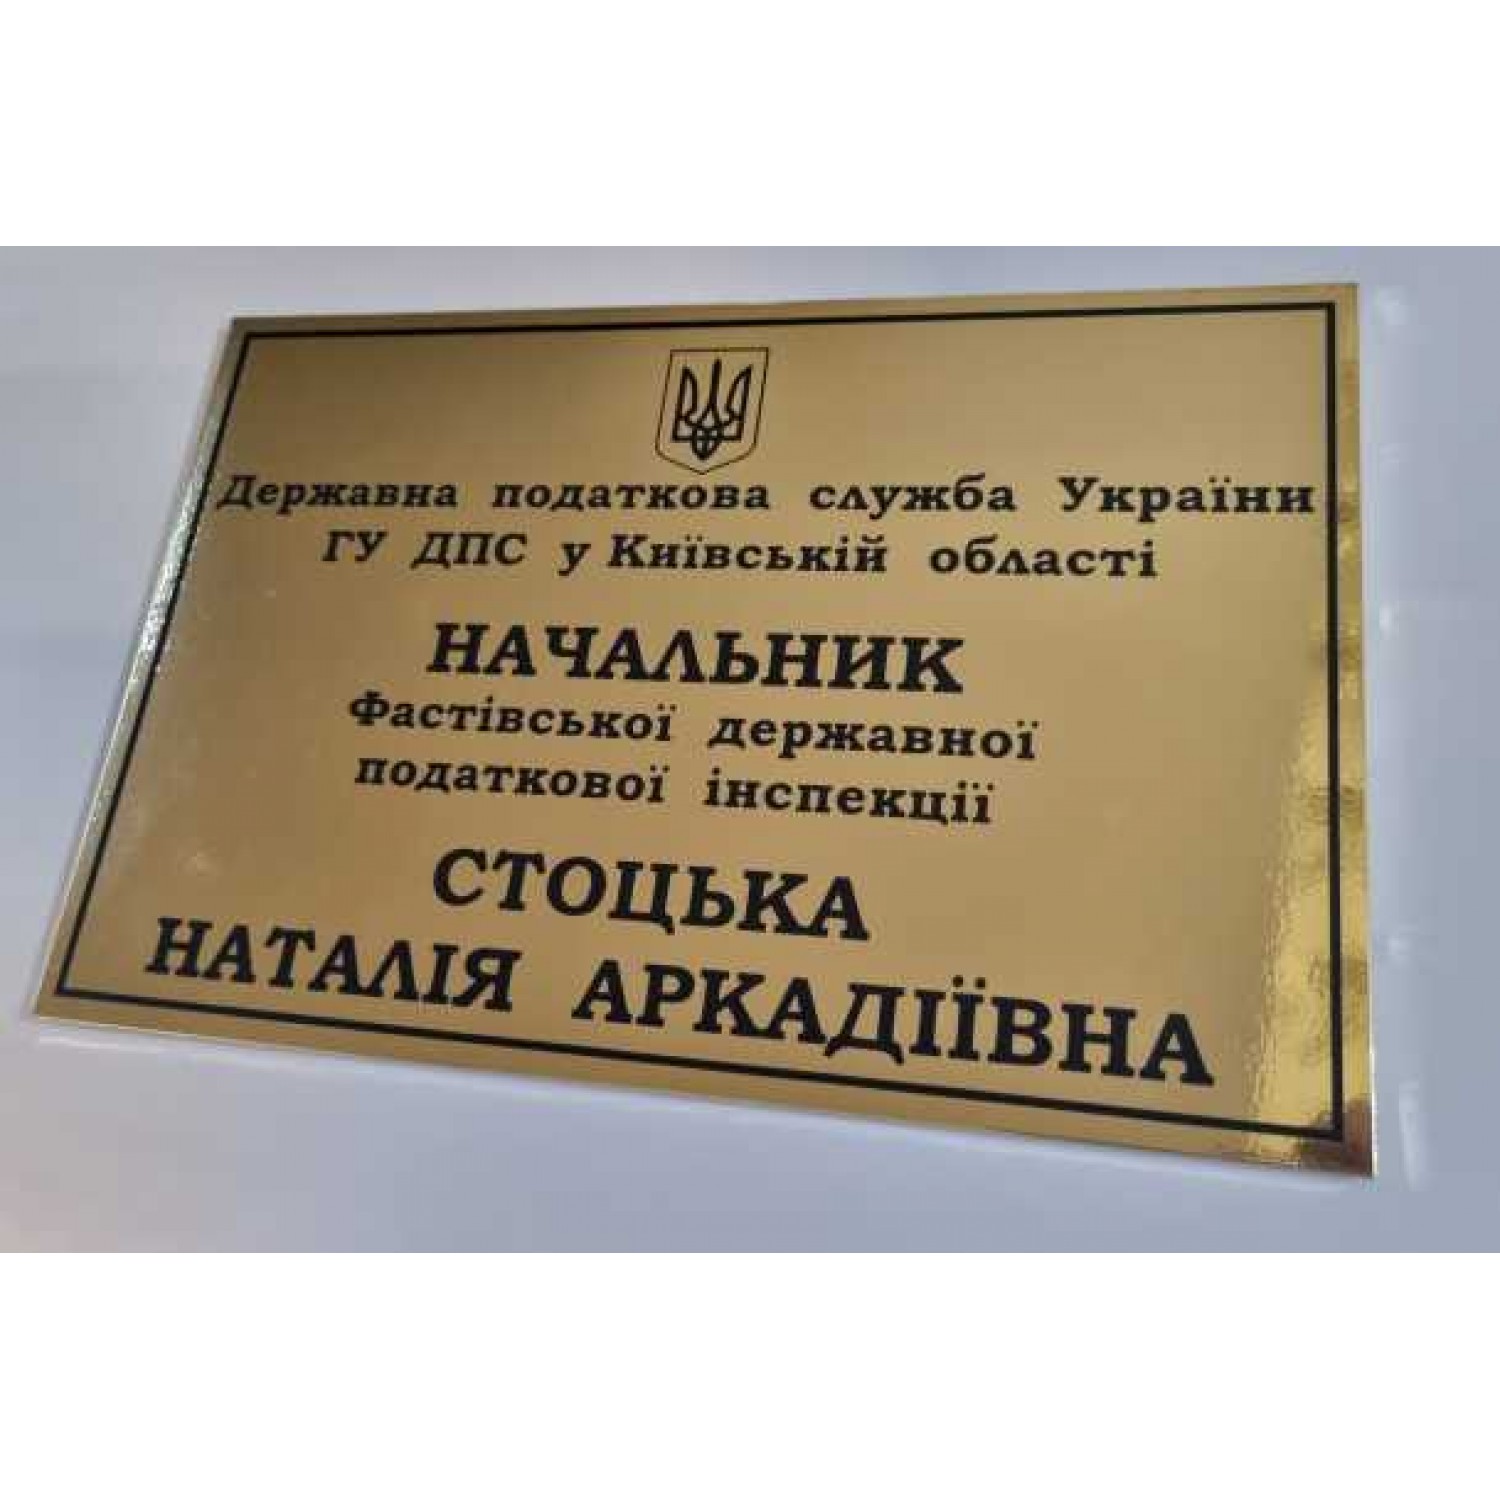 Державна податкова служба України
ГУ ДПС у Київській області
НАЧАЛЬНИК
Фастівської державної
податкової інспекції
СТОЦЬКА
НАТАЛІЯ АРКАДІЇВНА